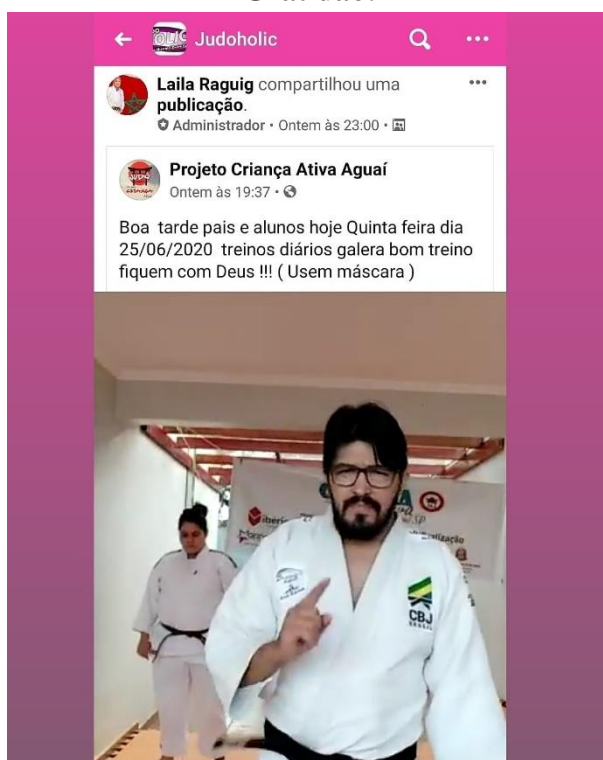 Judoholic
Laila Raguig compartilhou uma
publicação.
Administrador • Ontem às 23:00 •
Projeto Criança Ativa Aguaí
Ontem às 19:37 •
Boa tarde pais e alunos hoje Quinta feira dia
25/06/2020 treinos diários galera bom treino
fiquem com Deus !!! ( Usem máscara )
CBJ
BRASIL